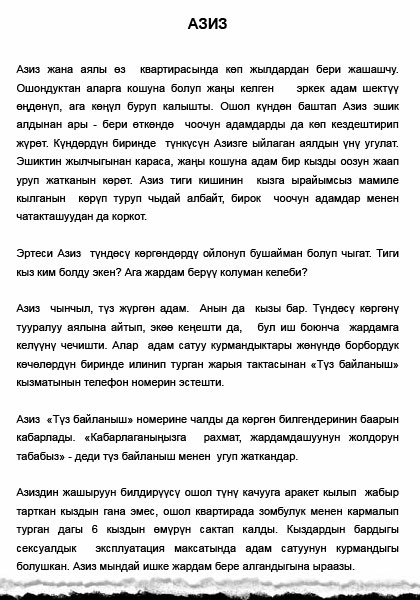 АЗИЗ
Азиз жана аялы өз квартирасында көп жылдардан бери жашашчу.
Ошондуктан аларга кошуна болуп жаңы келген эркек адам шектүү
өңдөнүп, ага көңүл буруп калышты. Ошол күндөн баштап Азиз эшик
алдынан ары - бери өткөндө чоочун адамдарды да көп кездештирип
жүрөт. Күндөрдүн биринде түнкүсүн Азизге ыйлаган аялдын үнү угулат.
Эшиктин жылчыгынан караса, жаңы кошуна адам бир кызды оозун жаап
уруп жатканын көрөт. Азиз тиги кишинин кызга ырайымсыз мамиле
кылганын көрүп туруп чыдай албайт, бирок чоочун адамдар менен
чатакташуудан да коркот.
Эртеси Азиз түндөсү көргөндөрдү ойлонуп бушайман болуп чыгат. Тиги
кыз ким болду экен? Ага жардам берүү колуман келеби?
Азиз чынчыл, түз жүргөн адам. Анын да кызы бар. Түндөсү көргөнү
тууралуу аялына айтып, экөө кеңешти да, бул иш боюнча жардамга
келүүнү чечишти. Алар адам сатуу курмандыктары жөнүндө борбордук
көчөлөрдүн биринде илинип турган жарыя тактасынан «Түз байланыш»
кызматынын телефон номерин эстешти.
Азиз «Түз байланыш» номерине чалды да көргөн билгендеринин баарын
кабарлады. «Кабарлаганыңызга рахмат, жардамдашуунун жолдорун
табабыз» - деди түз байланыш менен угуп жаткандар.
Азиздин жашыруун билдирүүсү ошол түнү качууга аракет кылып жабыр
тарткан кыздын гана эмес, ошол квартирада зомбулук менен кармалып
турган дагы 6 кыздын өмүрүн сактап калды. Кыздардын бардыгы
сексуалдык эксплуатация максатында адам сатуунун курмандыгы
болушкан. Азиз мындай ишке жардам бере алгандыгына ыраазы.